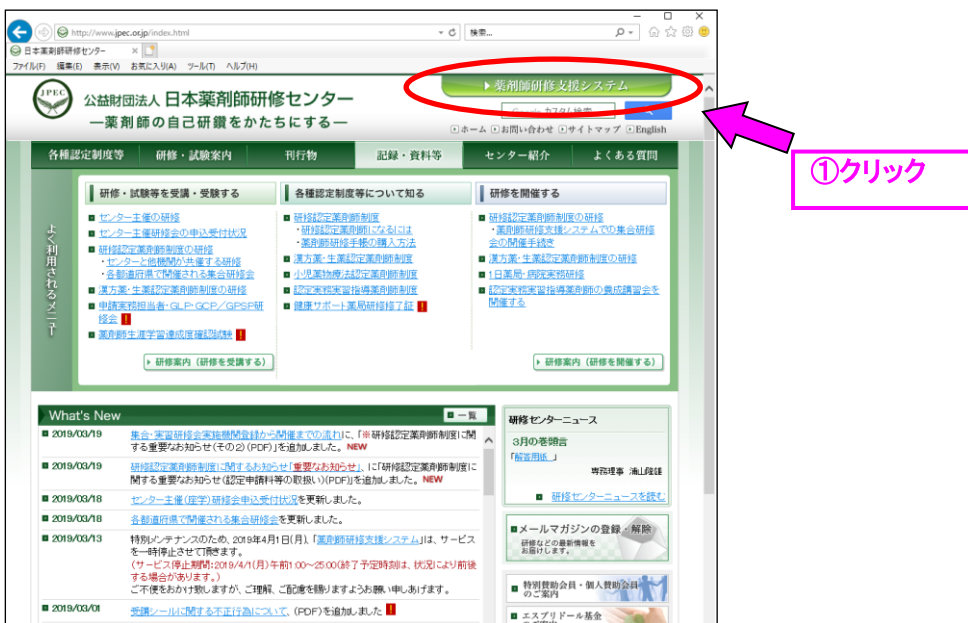 http://www.jpec.or.jp/index.html
検索...
日本薬剤師研修センター
ファイル(F) 編集(E) 表示(V) お気に入り(A) ツール(T) ヘルプ(H)
JPEC
公益財団法人 日本薬剤師研修センター
―薬剤師の自己研鑽をかたちにする―
薬剤師研修支援システム
ホーム お問い合わせ サイトマップ English
①クリック
各種認定制度等 研修・試験案内 刊行物 記録・資料等 センター紹介 よくある質問
よく利用されるメニュー
研修・試験等を受講・受験する
センター主催の研修
センター主催研修会の申込受付状況
研修認定薬剤師制度の研修
・センターと他機関が共催する研修
・各都道府県で開催される集合研修会
漢方薬・生薬認定薬剤師制度の研修
申請実務担当者・GLP・GCP/GPSP研
修会
薬剤師生涯学習達成度確認試験
研修案内（研修を受講する）
各種認定制度等について知る
研修認定薬剤師制度
・研修認定薬剤師になるには
・薬剤師研修手帳の購入方法
漢方薬・生薬認定薬剤師制度
小児薬物療法認定薬剤師制度
認定実務実習指導薬剤師制度
健康サポート薬局研修修了証
研修を開催する
研修認定薬剤師制度の研修
・薬剤師研修支援システムでの集合研修
会の開催手続き
漢方薬・生薬認定薬剤師制度の研修
1日薬局・病院実務研修
認定実務実習指導薬剤師の養成講習会を
開催する
研修案内（研修を開催する）
What's New 一覧
2019/03/19 集合・実習研修会実施機関登録から開催までの流れに、「※研修認定薬剤師制度に関
する重要なお知らせ(その2)(PDF)」を追加しました。NEW
2019/03/19 研修認定薬剤師制度に関するお知らせ「重要なお知らせ」、に「研修認定薬剤師制度に
関する重要なお知らせ(認定申請料等の取扱い)(PDF)」を追加しました。NEW
2019/03/18 センター主催(座学)研修会申込受付状況を更新しました。
2019/03/18 各都道府県で開催される集合研修会を更新しました。
2019/03/13 特別メンテナンスのため、2019年4月1日(月)、「薬剤師研修支援システム」は、サービス
を一時停止させて頂きます。
(サービス停止期間:2019/4/1(月)午前1:00～25:00(終了予定時刻は、状況により前後
する場合があります。)
ご不便をおかけ致しますが、ご理解、ご配慮を賜りますようお願い申しあげます。
2019/03/01 受講シールに関する不正行為について、(PDF)を追加しました
研修センターニュース
3月の巻頭言
「解答用紙 」
専務理事 浦山隆雄
研修センターニュースを読む
メールマガジンの登録・解除
研修などの最新情報を
お届けします。
特別賛助会員・個人賛助会員
のご案内
エスプリドール基金